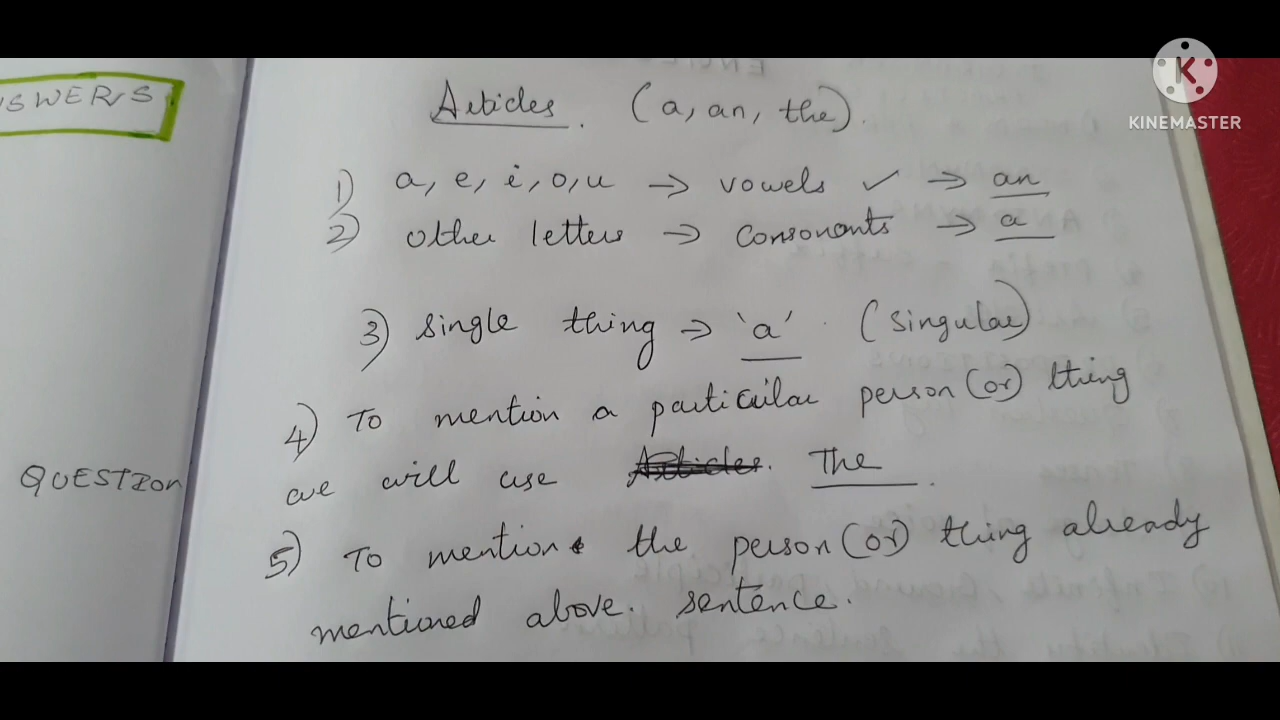 SWERS
QUESTION
Articles. (a, an, the).
1) a, e, i, o, u → vowels ✓ → an
2) other letters → consonants → a
3) single thing → 'a' (singular)
4) To mention a particular person (or) thing
we will use Articles. The.
5) To mention the person (or) thing already
mentioned above. sentence.
K
KINEMASTER